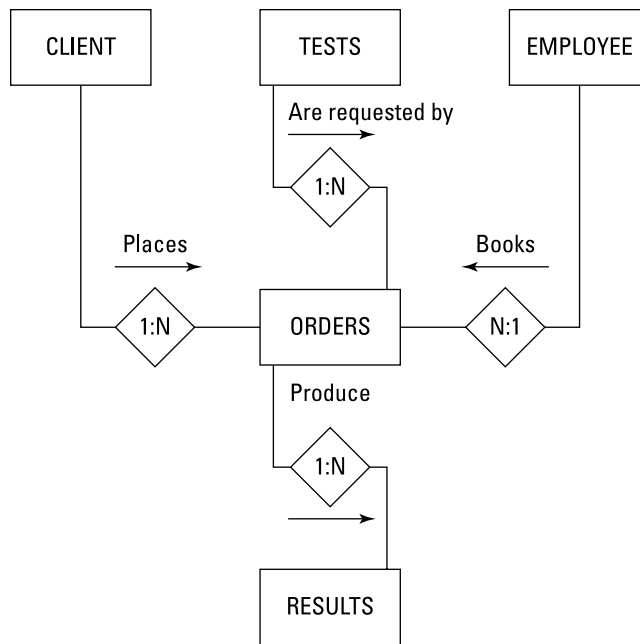 CLIENT
TESTS
EMPLOYEE
Are requested by
1:N
Places
Books
1:N
ORDERS
N:1
Produce
1:N
RESULTS